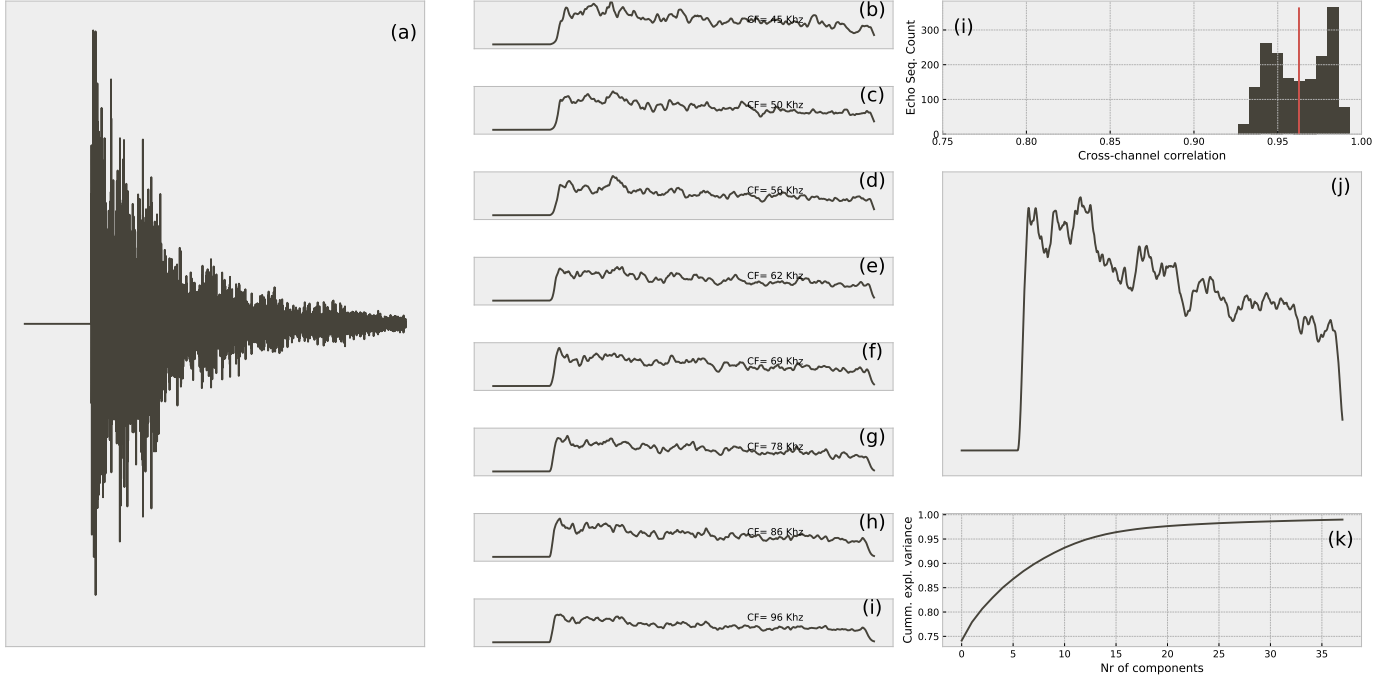 (a)
(b)
CF= 45 Khz
(c)
CF= 50 Khz
(d)
CF= 56 Khz
(e)
CF= 62 Khz
(f)
CF= 69 Khz
(g)
CF= 78 Khz
(h)
CF= 86 Khz
(i)
CF= 96 Khz
(i)
Echo Seq. Count
300
200
100
0
0.75 0.80 0.85 0.90 0.95 1.00
Cross-channel correlation
(j)
(k)
Cumm. expl. variance
1.00
0.95
0.90
0.85
0.80
0.75
0 5 10 15 20 25 30 35
Nr of components